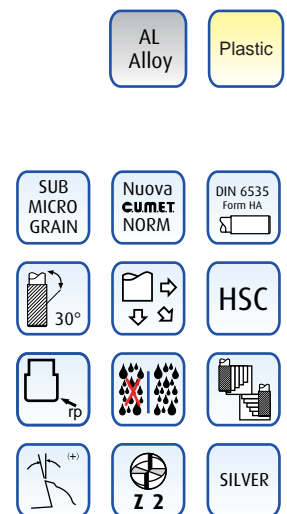 AL
Alloy
Plastic
SUB
MICRO
GRAIN
Nuova
C.U.M.E.T.
NORM
DIN 6535
Form HA
30°
HSC
rp
(+)
Z 2
SILVER